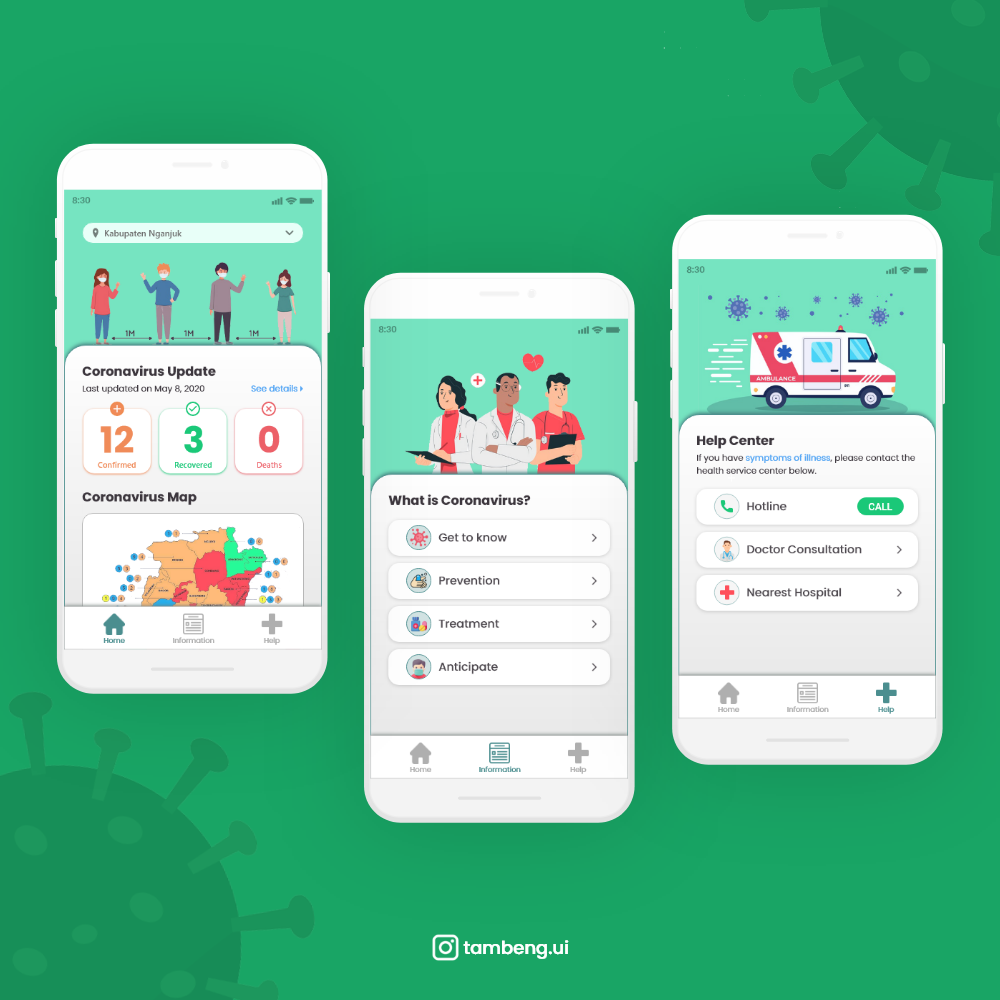 8:30
Kabupaten Nganjuk
1M
1M
1M
Coronavirus Update
Last updated on May 8, 2020
See details
12
3
0
Confirmed
Recovered
Deaths
Coronavirus Map
Home
Information
Help
8:30
What is Coronavirus?
Get to know
Prevention
Treatment
Anticipate
Home
Information
Help
8:30
AMBULANCE
Help Center
If you have symptoms of illness, please contact the
health service center below.
Hotline
CALL
Doctor Consultation
Nearest Hospital
Home
Information
Help
tambeng.ui